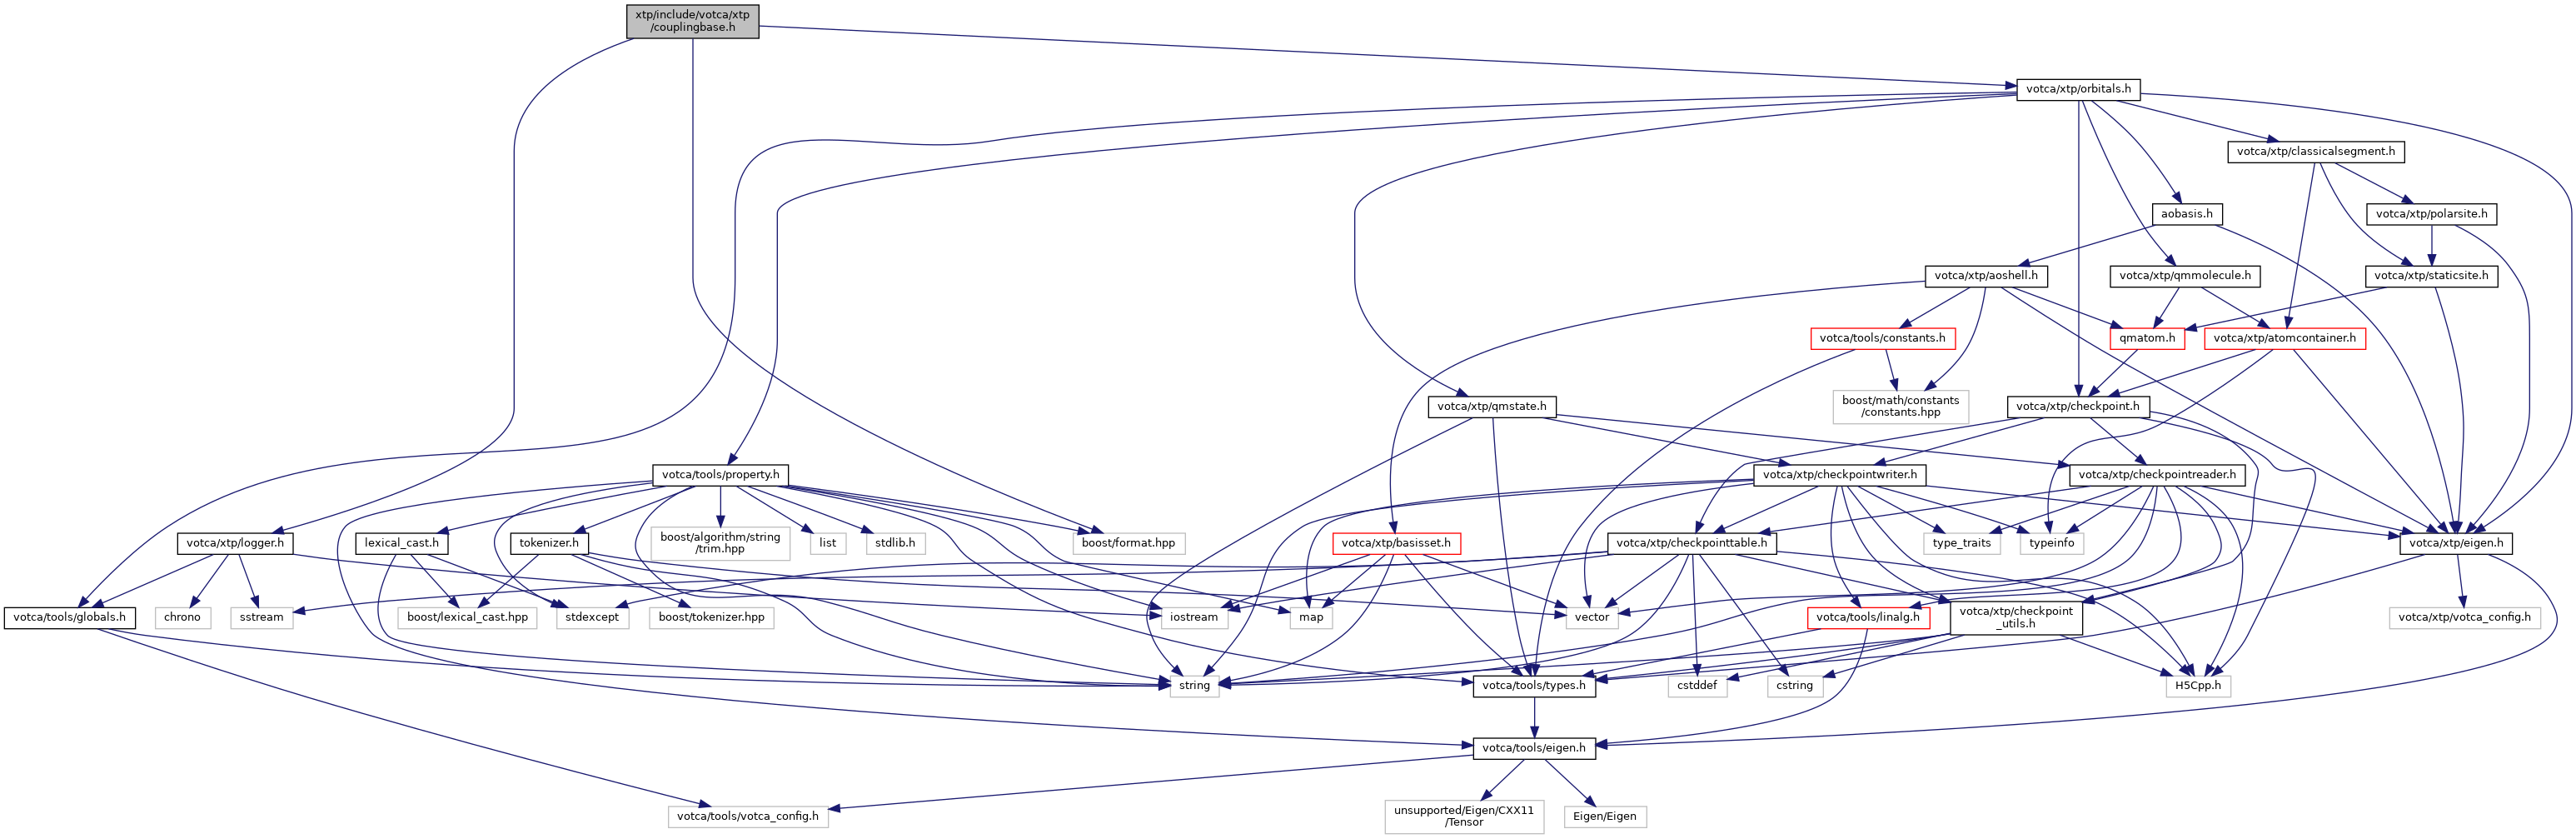 xtp/include/votca/xtp
/couplingbase.h
votca/xtp/orbitals.h
votca/xtp/classicalsegment.h
aobasis.h
votca/xtp/polarsite.h
votca/xtp/aoshell.h
votca/xtp/qmmolecule.h
votca/xtp/staticsite.h
votca/tools/constants.h
qmatom.h
votca/xtp/atomcontainer.h
boost/math/constants
/constants.hpp
votca/xtp/qmstate.h
votca/xtp/checkpoint.h
votca/tools/property.h
votca/xtp/checkpointwriter.h
votca/xtp/checkpointreader.h
votca/xtp/logger.h
lexical_cast.h
tokenizer.h
boost/algorithm/string
/trim.hpp
list
stdlib.h
boost/format.hpp
votca/xtp/basisset.h
votca/xtp/checkpointtable.h
type_traits
typeinfo
votca/xtp/eigen.h
votca/tools/globals.h
chrono
sstream
boost/lexical_cast.hpp
stdexcept
boost/tokenizer.hpp
iostream
map
vector
votca/tools/linalg.h
votca/xtp/checkpoint
_utils.h
votca/xtp/votca_config.h
string
votca/tools/types.h
cstddef
cstring
H5Cpp.h
votca/tools/eigen.h
votca/tools/votca_config.h
unsupported/Eigen/CXX11
/Tensor
Eigen/Eigen